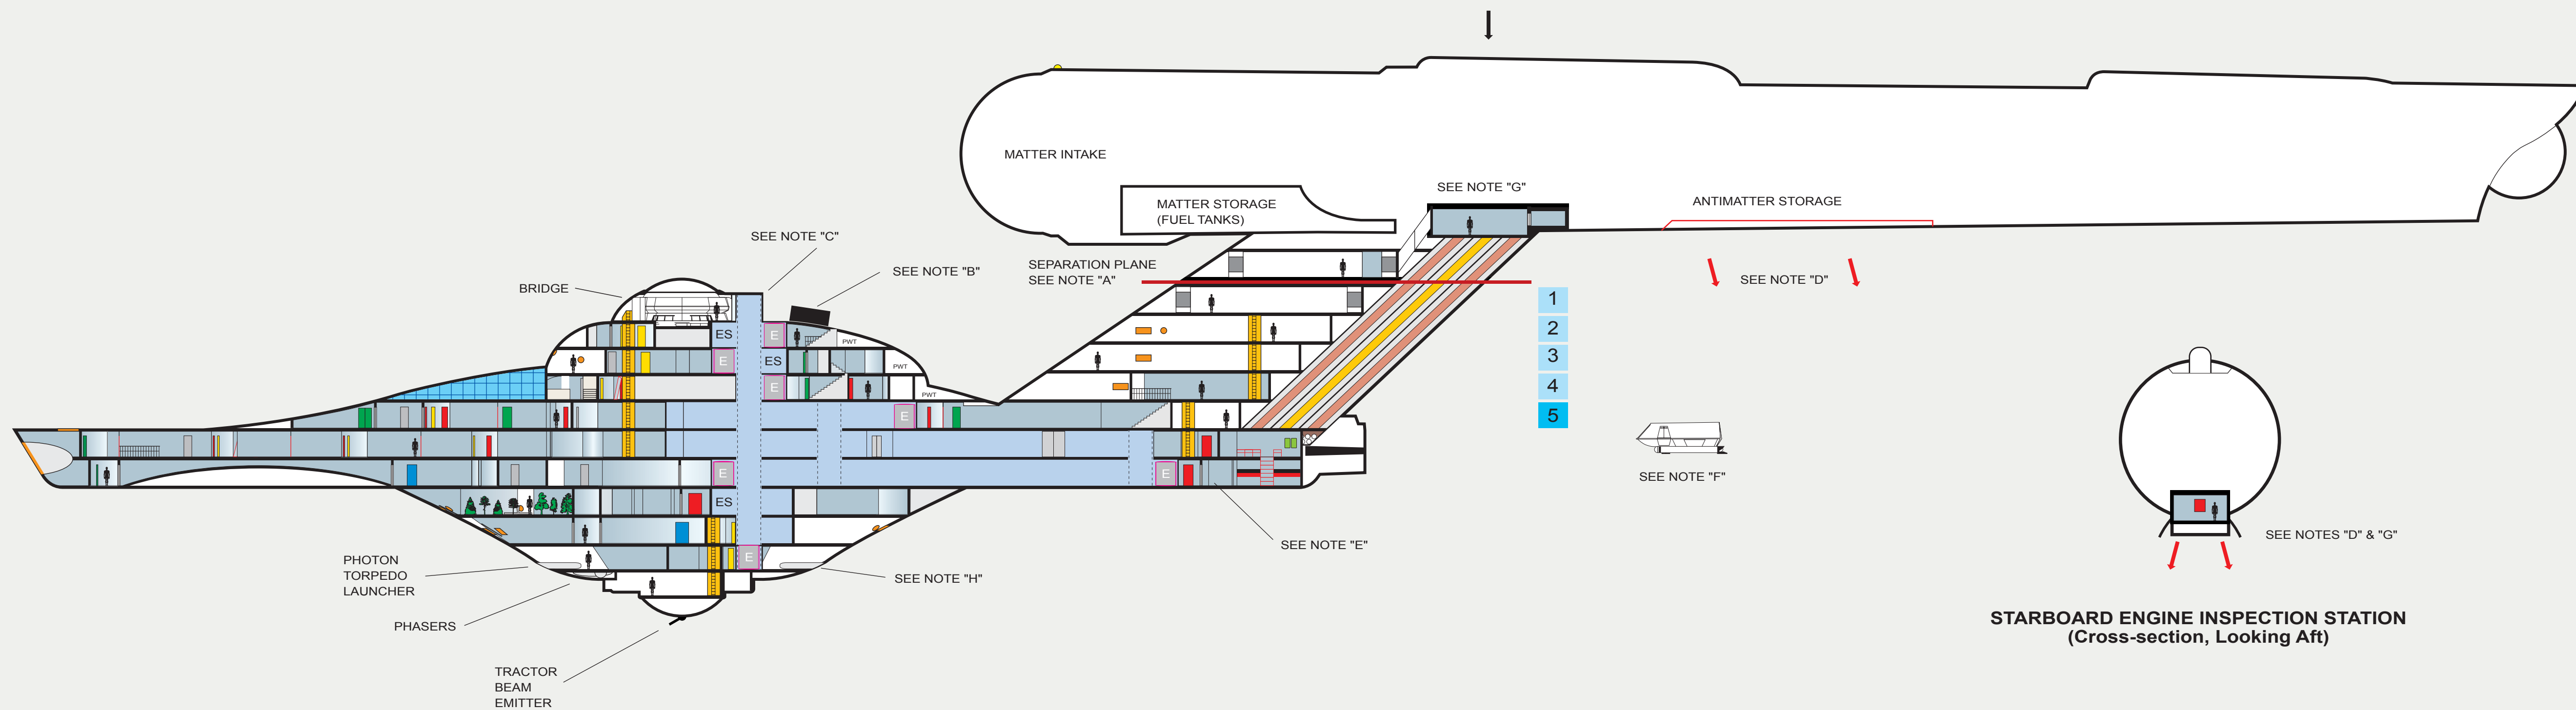 MATTER INTAKE
MATTER STORAGE
(FUEL TANKS)
SEE NOTE "G"
ANTIMATTER STORAGE
SEE NOTE "C"
SEE NOTE "B"
SEPARATION PLANE
SEE NOTE "A"
SEE NOTE "D"
BRIDGE
1
2
3
4
5
ES
E
PWT
E
ES
PWT
E
PWT
E
E
E
ES
E
SEE NOTE "F"
SEE NOTE "E"
SEE NOTES "D" & "G"
PHOTON
TORPEDO
LAUNCHER
SEE NOTE "H"
PHASERS
STARBOARD ENGINE INSPECTION STATION
(Cross-section, Looking Aft)
TRACTOR
BEAM
EMITTER